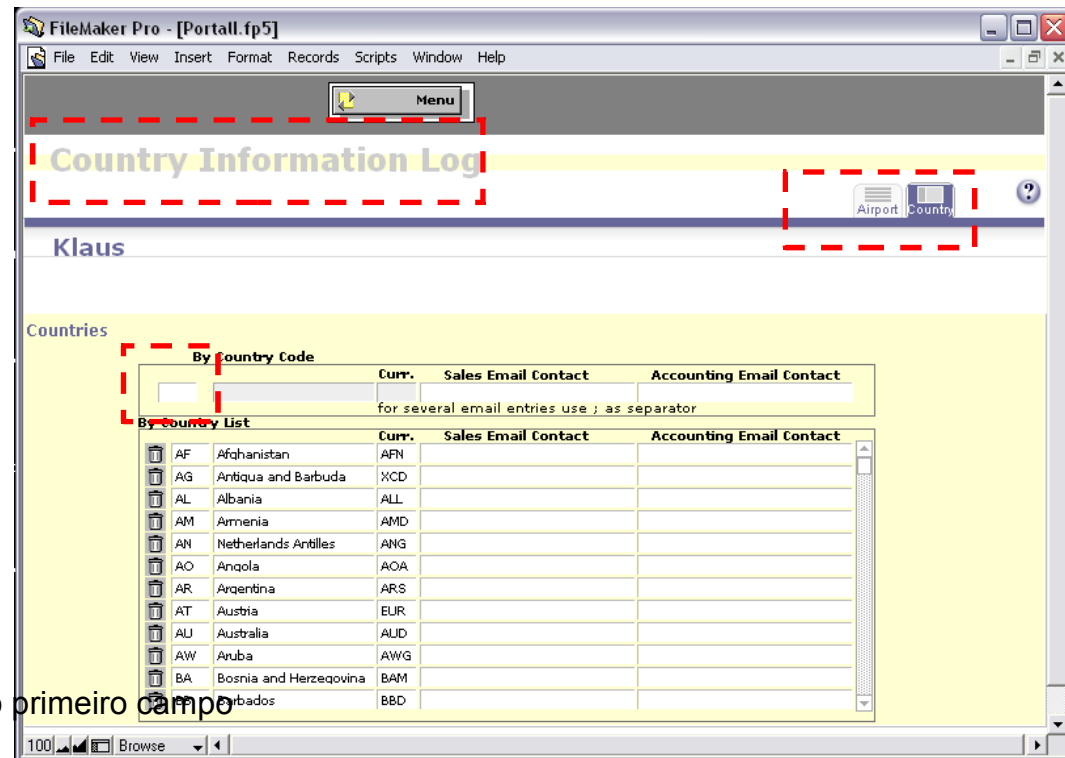 FileMaker Pro - [Portall.fp5]
File Edit View Insert Format Records Scripts Window Help
Menu
Country Information Log
Airport Country
?
Klaus
Countries
By Country Code
Curr. Sales Email Contact Accounting Email Contact
for several email entries use ; as separator
By Country List
Curr. Sales Email Contact Accounting Email Contact
AF Afghanistan AFN
AG Antigua and Barbuda XCD
AL Albania ALL
AM Armenia AMD
AN Netherlands Antilles ANG
AO Angola AOA
AR Argentina ARS
AT Austria EUR
AU Australia AUD
AW Aruba AWG
BA Bosnia and Herzegovina BAM
BB Barbados BBD
o primeiro campo
100 Browse